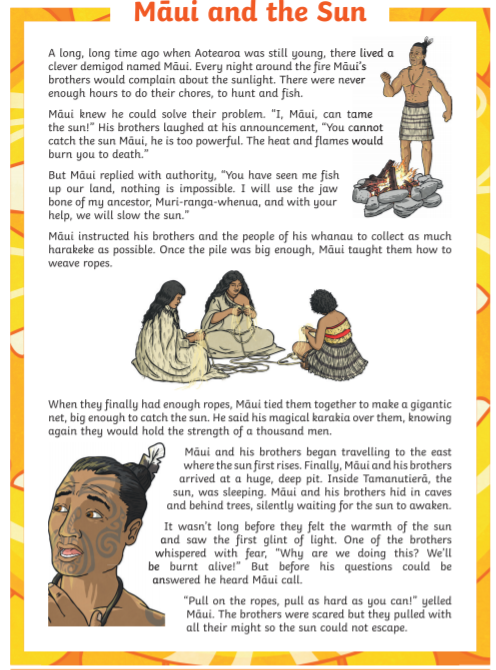 Māui and the Sun
A long, long time ago when Aotearoa was still young, there lived a
clever demigod named Māui. Every night around the fire Māui's
brothers would complain about the sunlight. There were never
enough hours to do their chores, to hunt and fish.
Māui knew he could solve their problem. “I, Māui, can tame
the sun!” His brothers laughed at his announcement, “You cannot
catch the sun Māui, he is too powerful. The heat and flames would
burn you to death.”
But Māui replied with authority, “You have seen me fish
up our land, nothing is impossible. I will use the jaw
bone of my ancestor, Muri-ranga-whenua, and with your
help, we will slow the sun.”
Māui instructed his brothers and the people of his whanau to collect as much
harakeke as possible. Once the pile was big enough, Māui taught them how to
weave ropes.
When they finally had enough ropes, Māui tied them together to make a gigantic
net, big enough to catch the sun. He said his magical karakia over them, knowing
again they would hold the strength of a thousand men.
Māui and his brothers began travelling to the east
where the sun first rises. Finally, Māui and his brothers
arrived at a huge, deep pit. Inside Tamanutierā, the
sun, was sleeping. Māui and his brothers hid in caves
and behind trees, silently waiting for the sun to awaken.
It wasn't long before they felt the warmth of the sun
and saw the first glint of light. One of the brothers
whispered with fear, “Why are we doing this? We'll
be burnt alive!” But before his questions could be
answered he heard Māui call.
“Pull on the ropes, pull as hard as you can!” yelled
Māui. The brothers were scared but they pulled with
all their might so the sun could not escape.